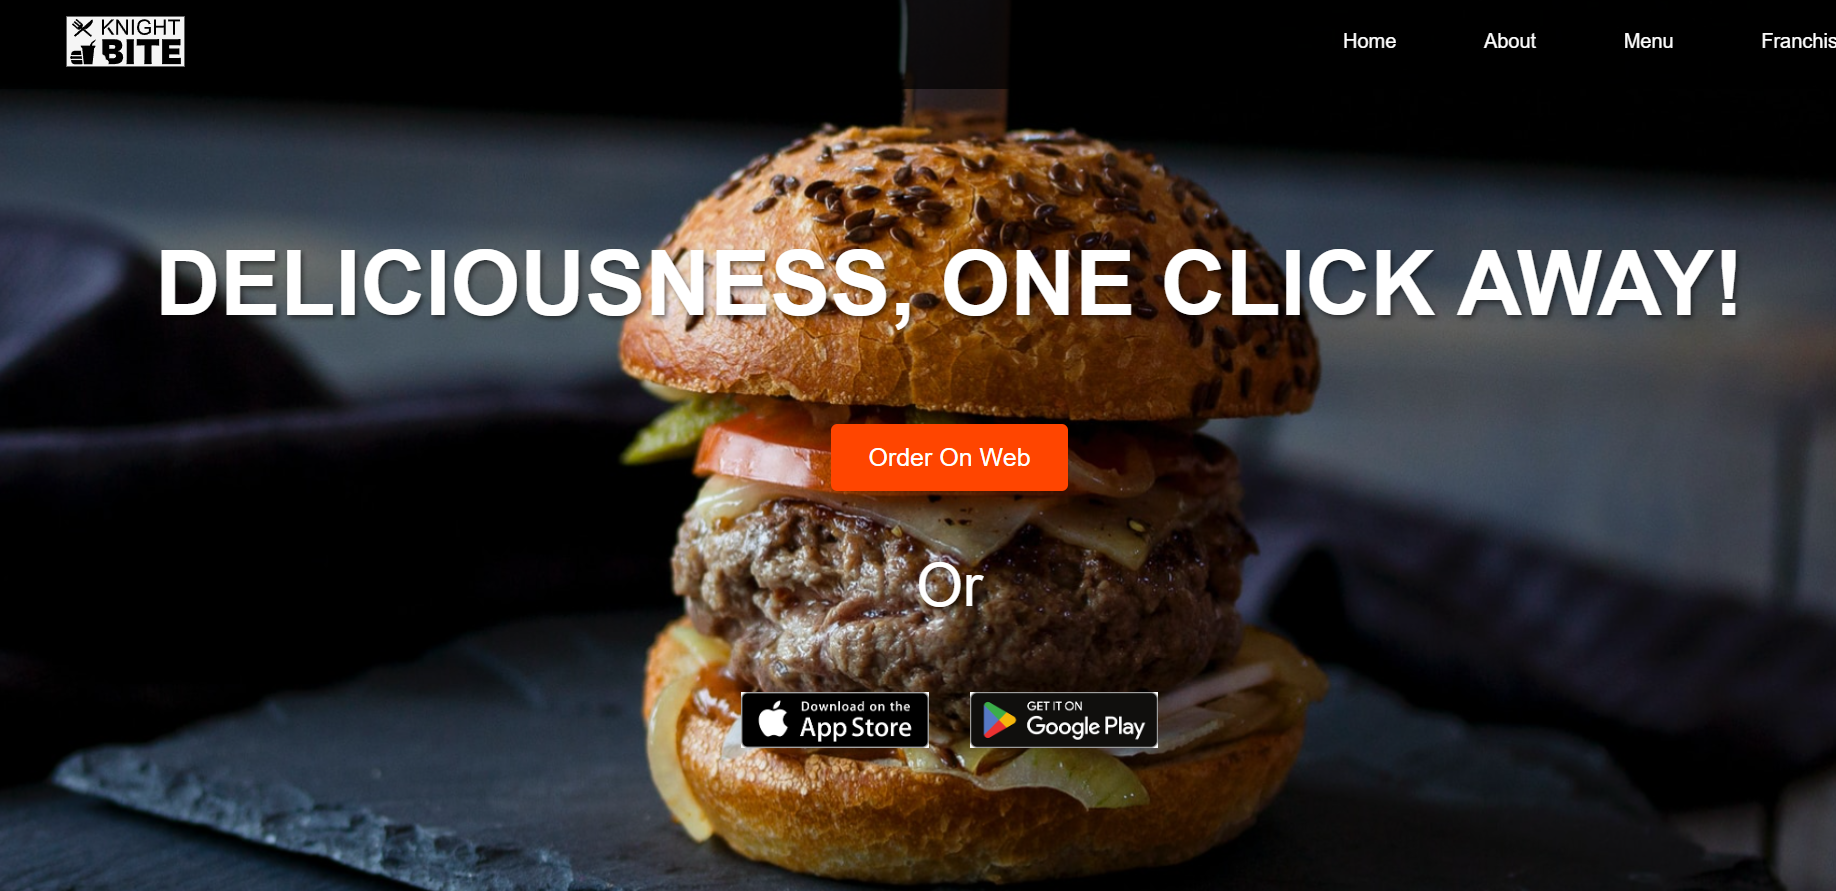 KNIGHT
BITE
Home About Menu Franchis
DELICIOUSNESS, ONE CLICK AWAY!
Order On Web
Or
Download on the
App Store
GET IT ON
Google Play